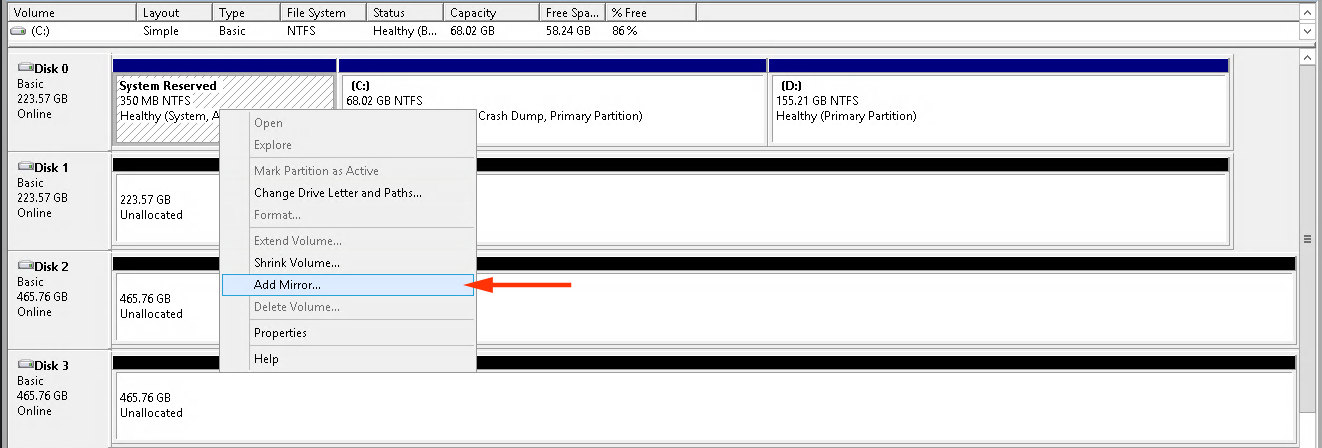 Volume Layout Type File System Status Capacity Free Spa... % Free
(C:) Simple Basic NTFS Healthy (B... 68.02 GB 58.24 GB 86 %
Disk 0
Basic
223.57 GB
Online
System Reserved
350 MB NTFS
Healthy (System, A
(C:)
68.02 GB NTFS
Crash Dump, Primary Partition)
(D:)
155.21 GB NTFS
Healthy (Primary Partition)
Open
Explore
Mark Partition as Active
Change Drive Letter and Paths...
Format...
Extend Volume...
Shrink Volume...
Add Mirror...
Delete Volume...
Properties
Help
Disk 1
Basic
223.57 GB
Online
223.57 GB
Unallocated
Disk 2
Basic
465.76 GB
Online
465.76 GB
Unallocated
Disk 3
Basic
465.76 GB
Online
465.76 GB
Unallocated